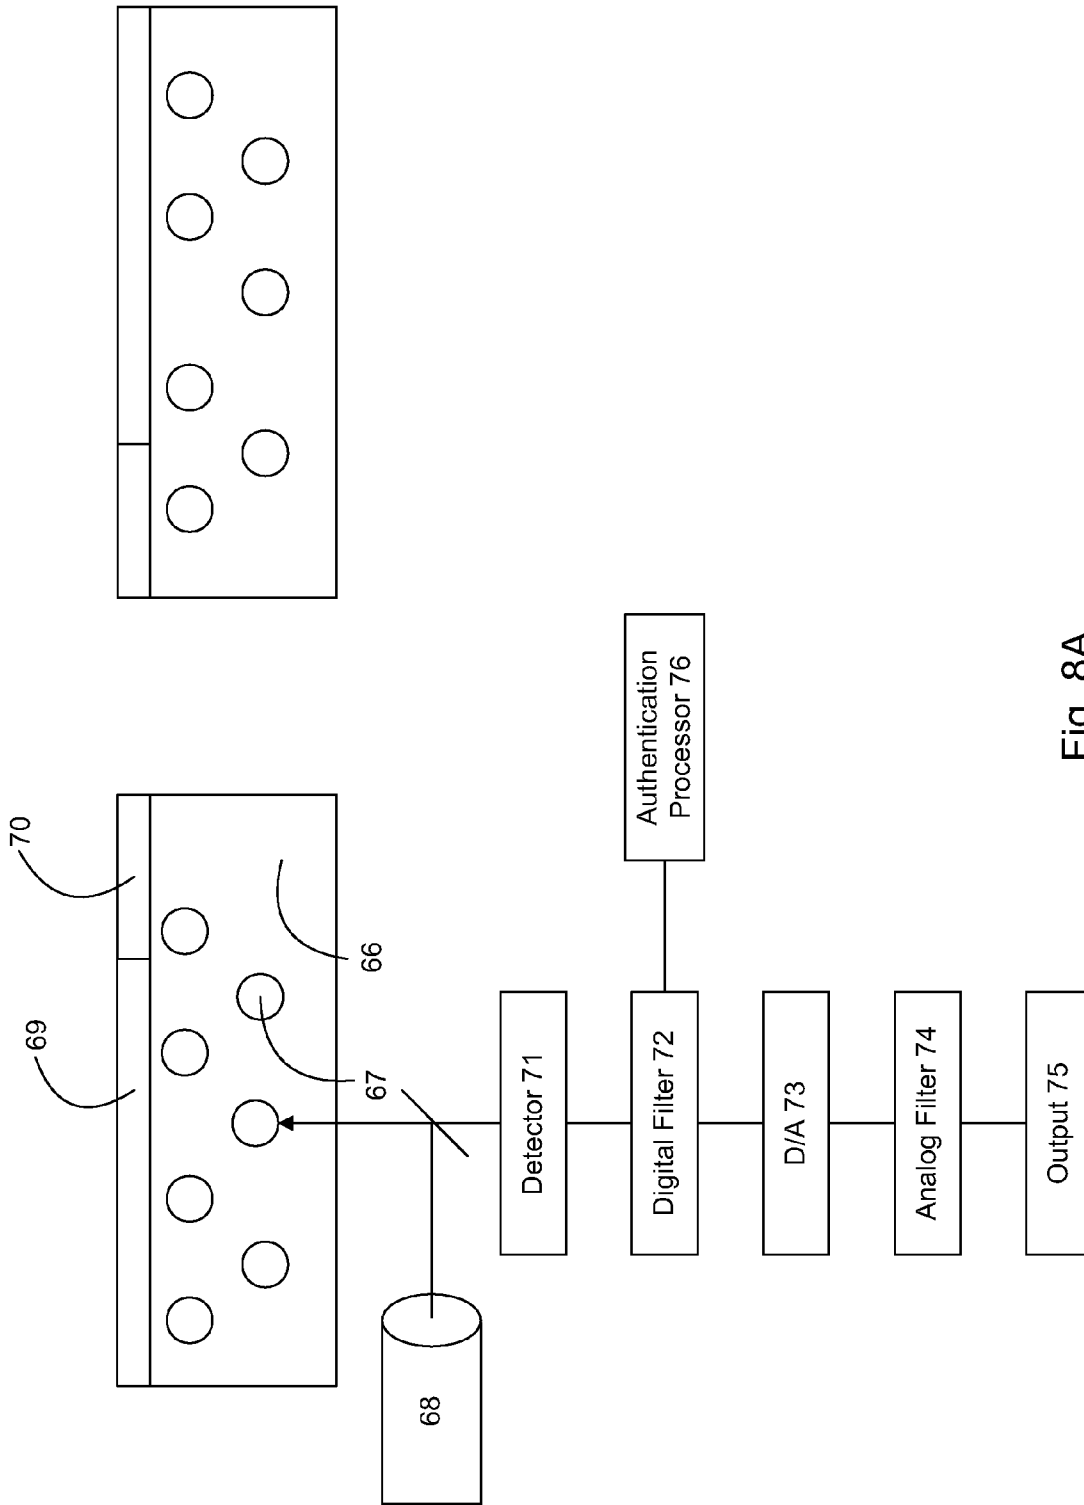 70
69
66
67
68
Authentication
Processor 76
Detector 71
Digital Filter 72
D/A 73
Analog Filter 74
Output 75
Fig. 8A